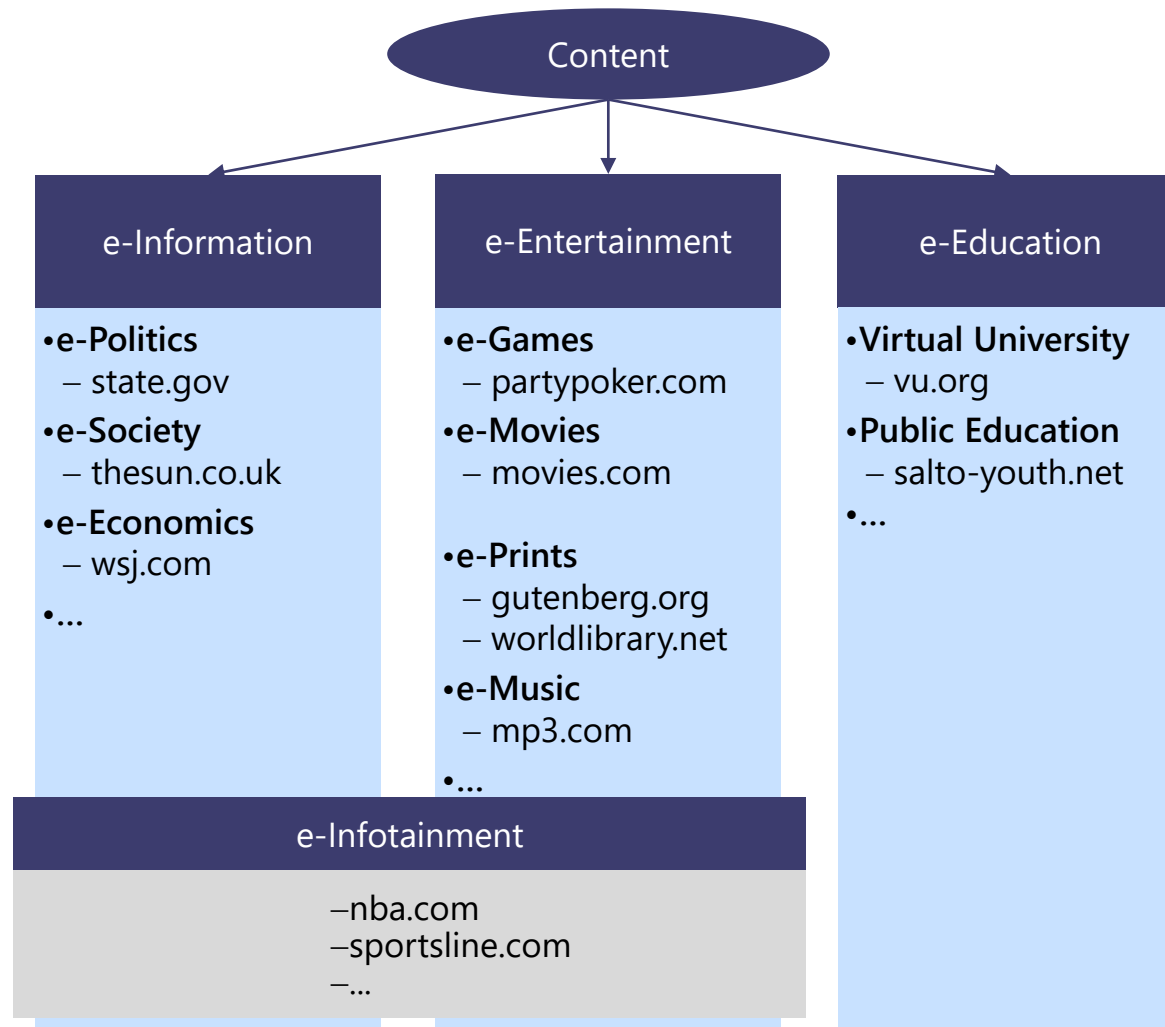 Content
e-Information
•e-Politics
– state.gov
•e-Society
– thesun.co.uk
•e-Economics
– wsj.com
•...
e-Entertainment
•e-Games
– partypoker.com
•e-Movies
– movies.com
•e-Prints
– gutenberg.org
– worldlibrary.net
•e-Music
– mp3.com
•...
e-Education
•Virtual University
– vu.org
•Public Education
– salto-youth.net
•...
e-Infotainment
–nba.com
–sportsline.com
–...